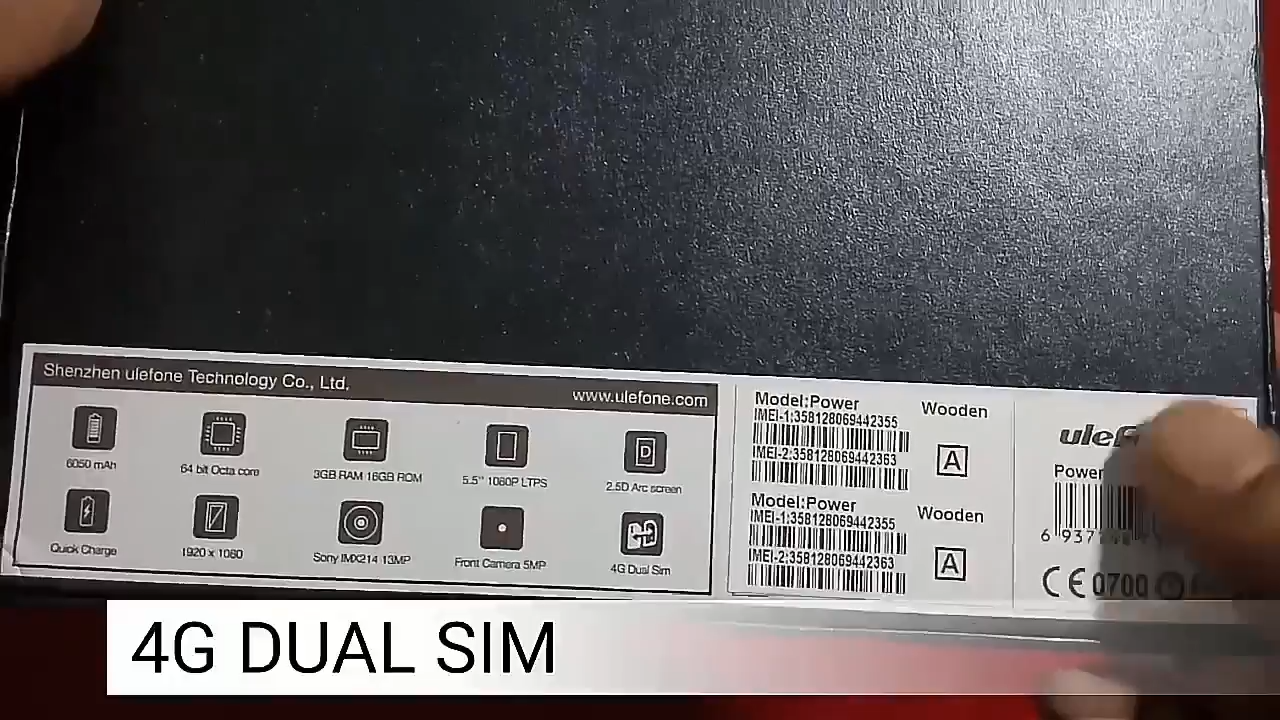 Shenzhen ulefone Technology Co., Ltd.
www.ulefone.com
6050 mAh
64 bit Octa core
3GB RAM 16GB ROM
5.5" 1080P LTPS
2.5D Arc screen
Quick Charge
1920 x 1080
Sony IMX214 13MP
Front Camera 5MP
4G Dual Sim
Model:Power
IMEI-1:358128069442355
IMEI-2:358128069442363
Wooden
A
Model:Power
IMEI-1:358128069442355
IMEI-2:358128069442363
Wooden
A
Power
CE0700
4G DUAL SIM